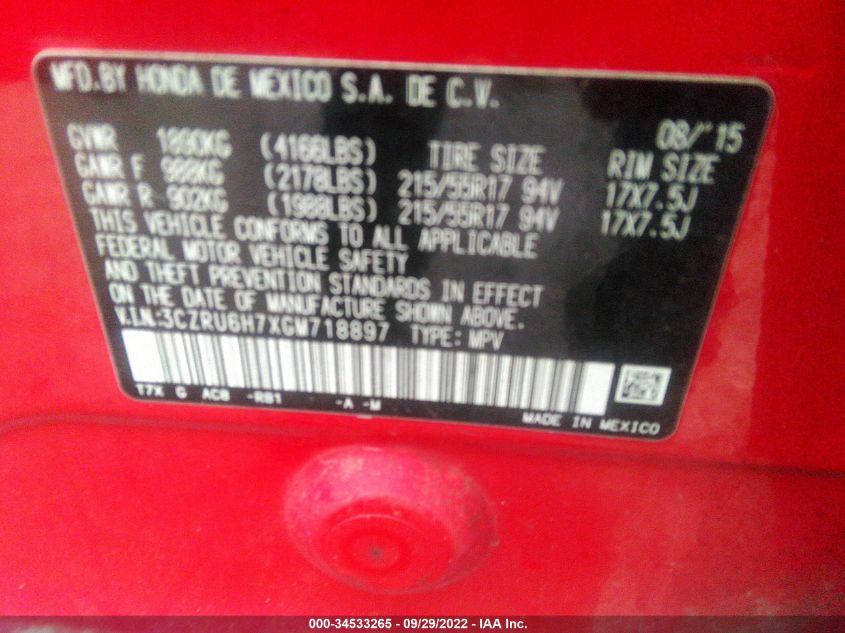 MFD.BY HONDA DE MEXICO S.A. DE C.V.
08/'15
GVWR 1890KG (4166LBS) TIRE SIZE RIM SIZE
GAWR F 988KG (2178LBS) 215/55R17 94V 17X7.5J
GAWR R 902KG (1988LBS) 215/55R17 94V 17X7.5J
THIS VEHICLE CONFORMS TO ALL APPLICABLE
FEDERAL MOTOR VEHICLE SAFETY
AND THEFT PREVENTION STANDARDS IN EFFECT
ON THE DATE OF MANUFACTURE SHOWN ABOVE.
V.I.N.:3CZRU6H7XGM718897 TYPE: MPV
T7X G AC8 -RB1 -A -M
MADE IN MEXICO
000-34533265 - 09/29/2022 - IAA Inc.